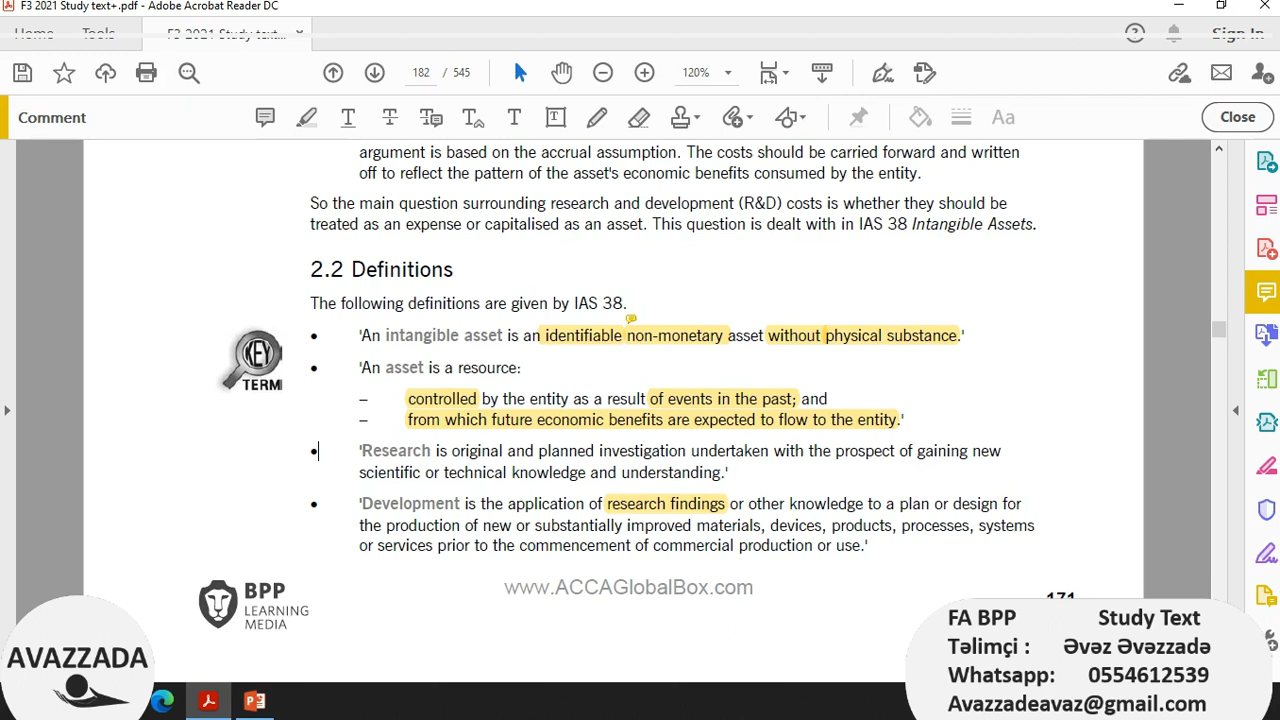 F3 2021 Study text+.pdf - Adobe Acrobat Reader DC
Home Tools F3 2021 Study text...
Sign In
182 / 545 120%
Comment
T T T T T T Aa Close
argument is based on the accrual assumption. The costs should be carried forward and written
off to reflect the pattern of the asset's economic benefits consumed by the entity.
So the main question surrounding research and development (R&D) costs is whether they should be
treated as an expense or capitalised as an asset. This question is dealt with in IAS 38 Intangible Assets.
2.2 Definitions
The following definitions are given by IAS 38.
KEY
TERM
• 'An intangible asset is an identifiable non-monetary asset without physical substance.'
• 'An asset is a resource:
– controlled by the entity as a result of events in the past; and
– from which future economic benefits are expected to flow to the entity.'
• 'Research is original and planned investigation undertaken with the prospect of gaining new
scientific or technical knowledge and understanding.'
• 'Development is the application of research findings or other knowledge to a plan or design for
the production of new or substantially improved materials, devices, products, processes, systems
or services prior to the commencement of commercial production or use.'
BPP
LEARNING
MEDIA
www.ACCAGlobalBox.com
171
AVAZZADA
FA BPP Study Text
Təlimçi : Əvəz Əvəzzadə
Whatsapp: 0554612539
Avazzadeavaz@gmail.com